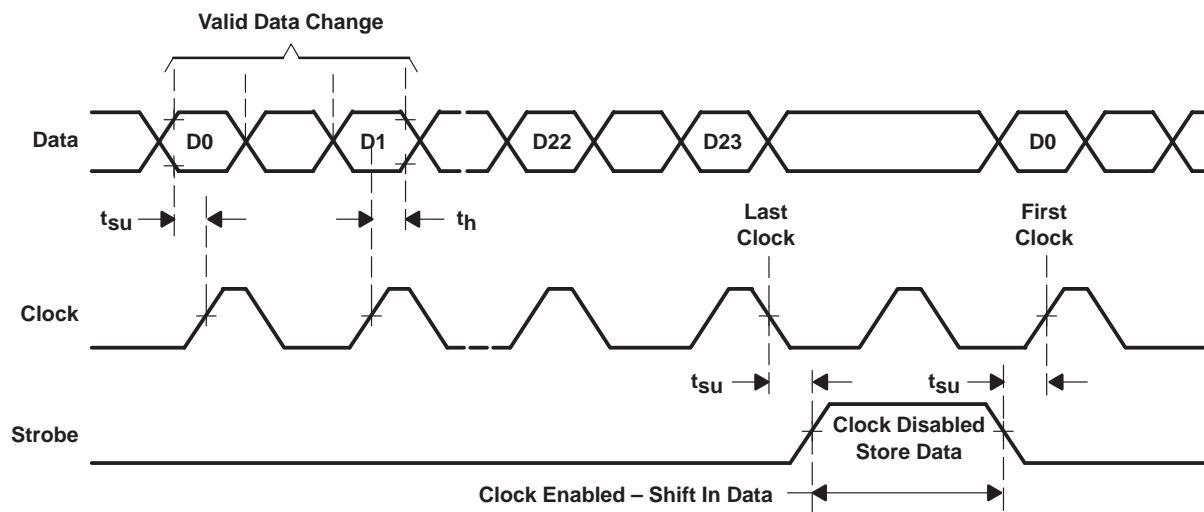 Valid Data Change
Data
D0
D1
D22
D23
D0
tsu
th
Last
Clock
First
Clock
Clock
tsu
tsu
Strobe
Clock Disabled
Store Data
Clock Enabled – Shift In Data